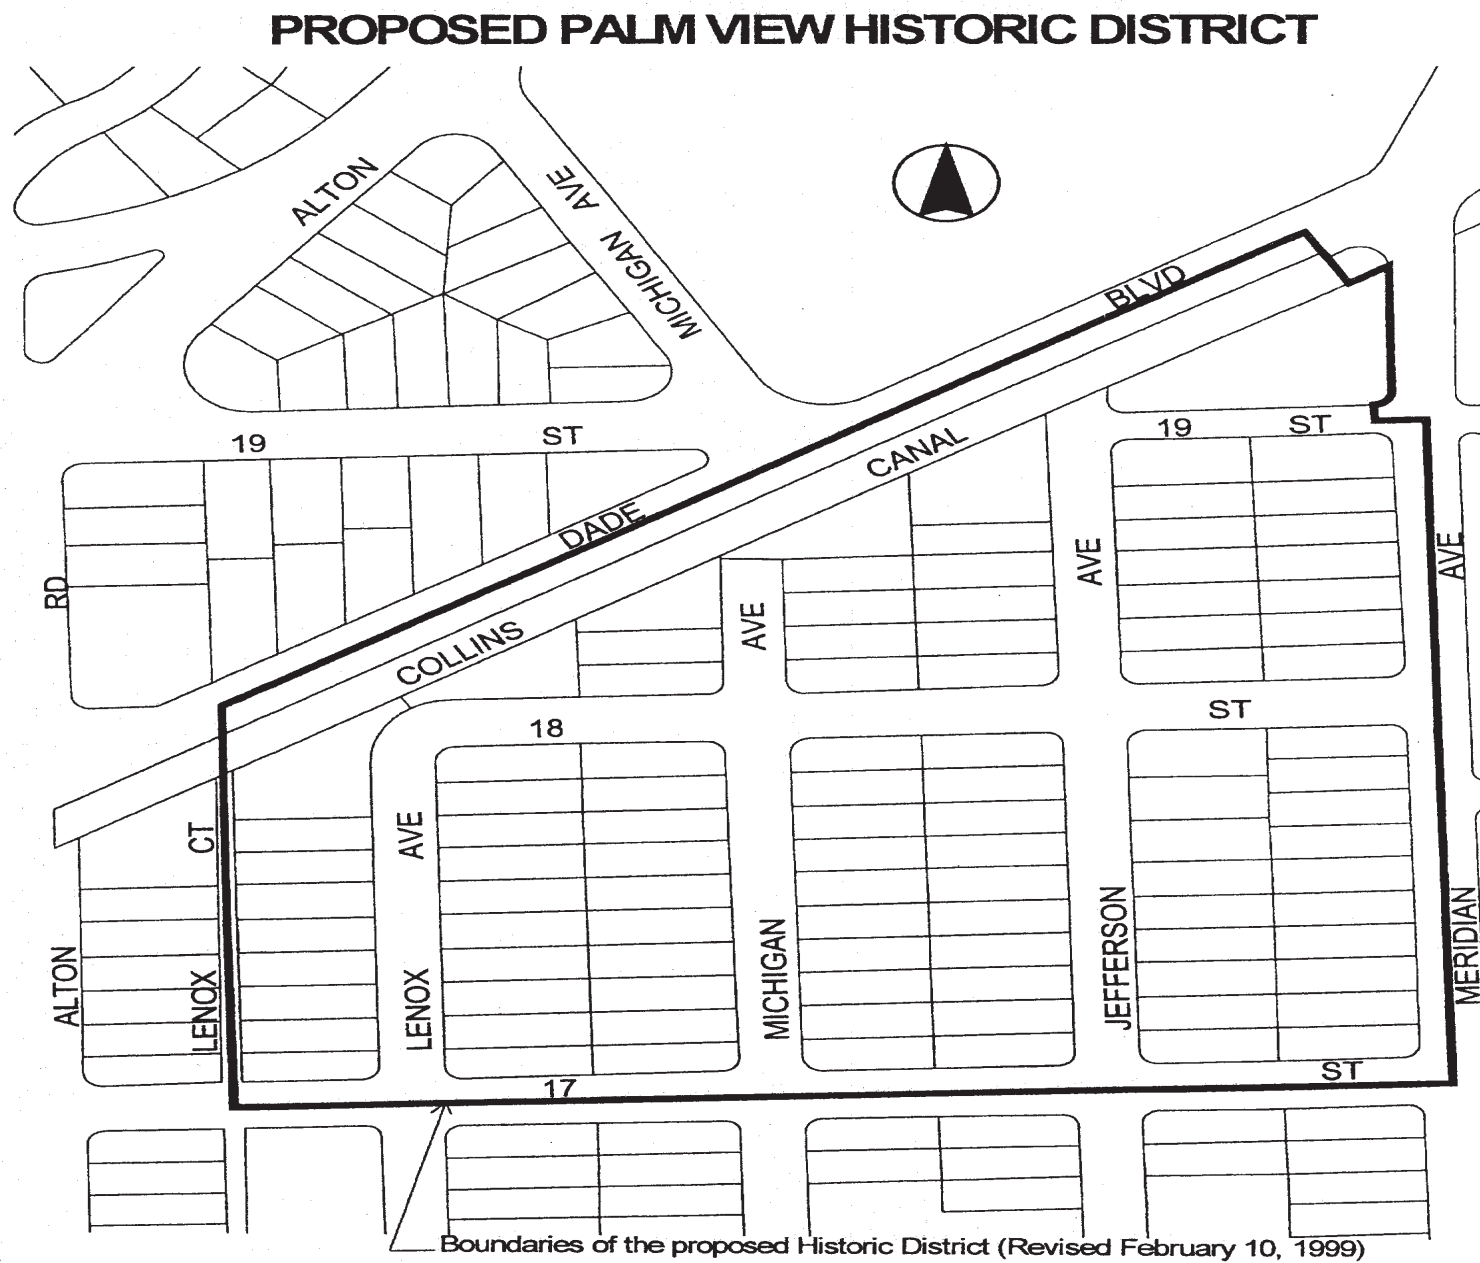 PROPOSED PALM VIEW HISTORIC DISTRICT
ALTON
AVE
MICHIGAN
BLVD
19 ST
19 ST
CANAL
DADE
RD
AVE
AVE
AVE
COLLINS
18
ST
CT
AVE
ALTON
LENOX
LENOX
MICHIGAN
JEFFERSON
MERIDIAN
17
ST
Boundaries of the proposed Historic District (Revised February 10, 1999)